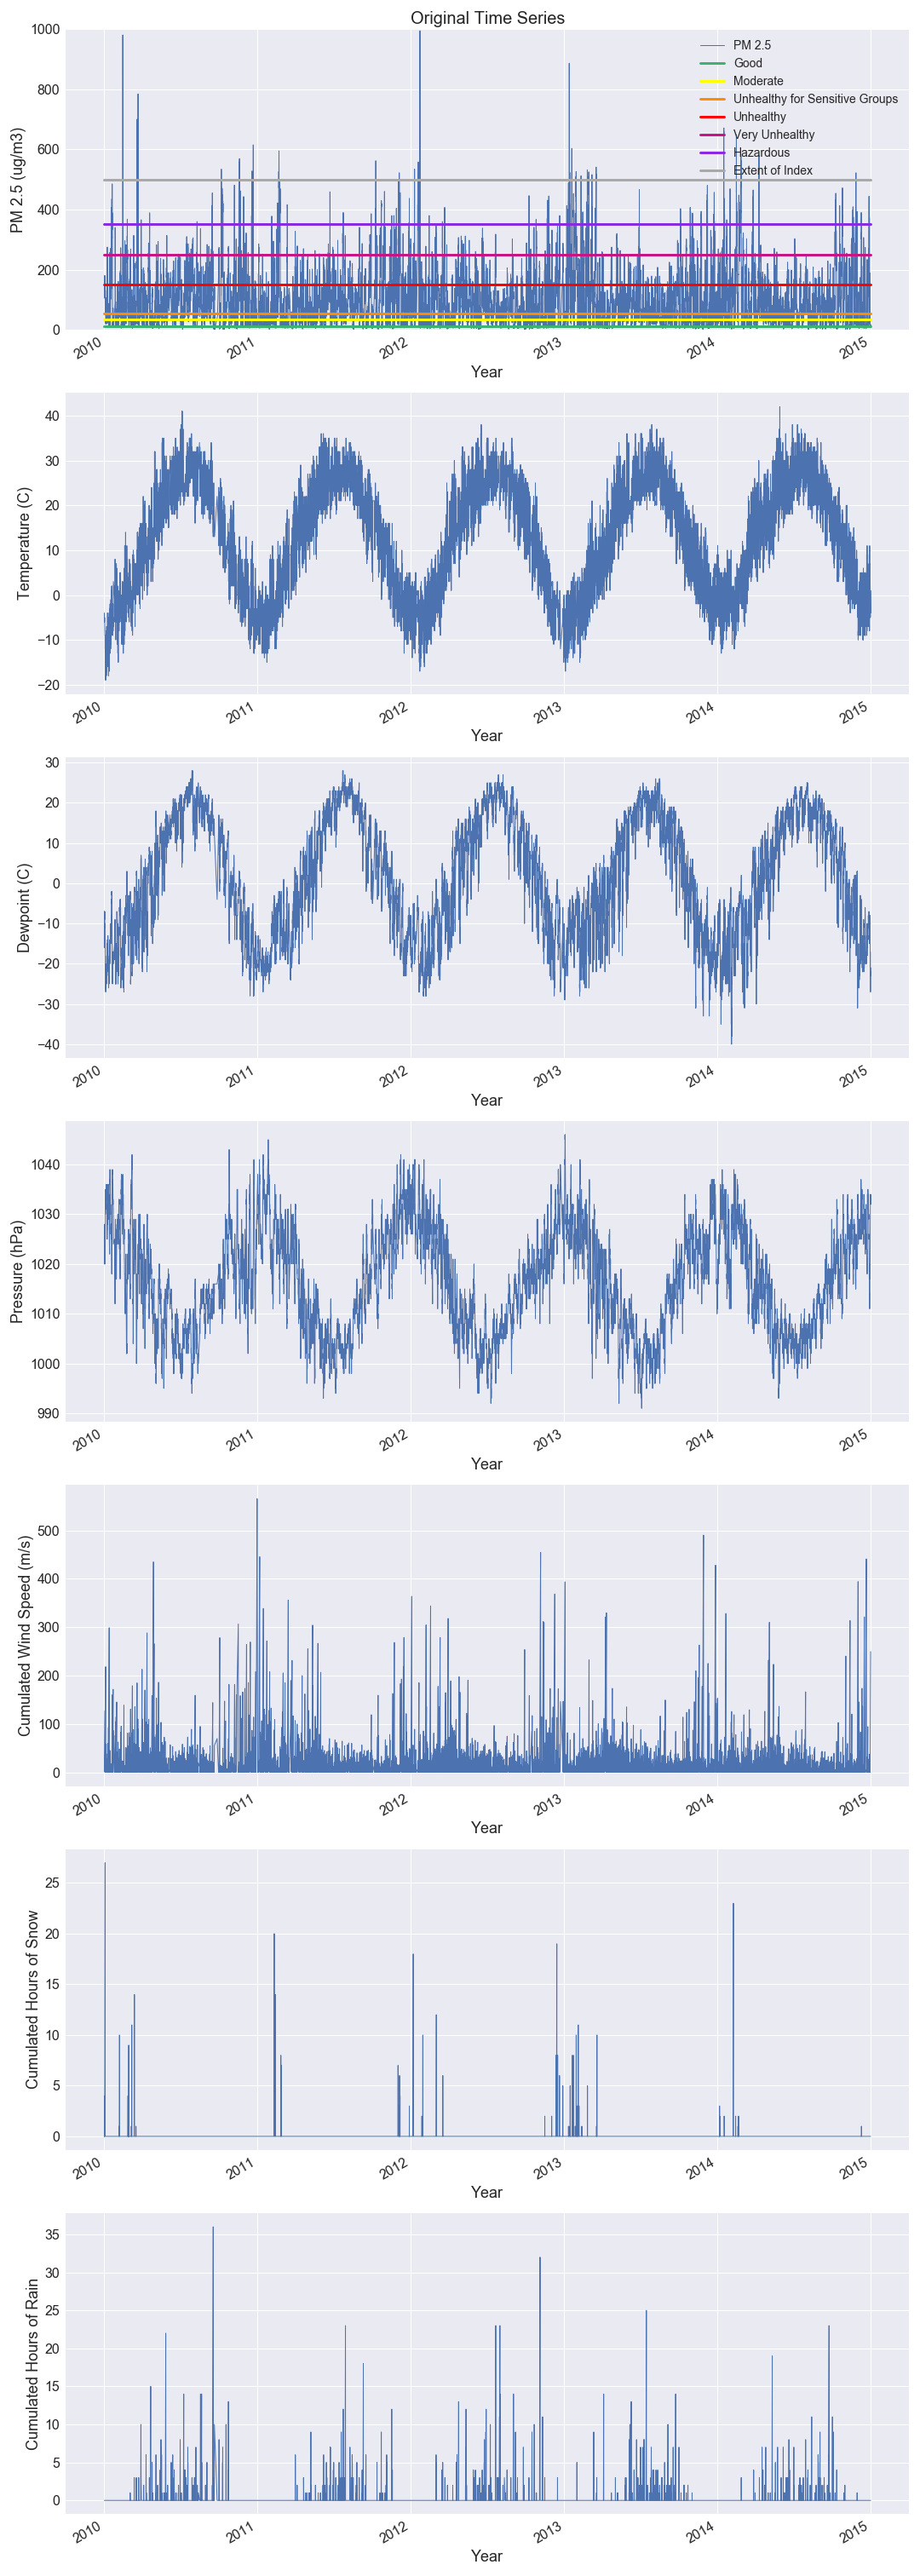 Original Time Series
1000
800
600
400
200
0
PM 2.5 (ug/m3)
PM 2.5
Good
Moderate
Unhealthy for Sensitive Groups
Unhealthy
Very Unhealthy
Hazardous
Extent of Index
2010 2011 2012 2013 2014 2015
Year
40
30
20
10
0
−10
−20
Temperature (C)
2010 2011 2012 2013 2014 2015
Year
30
20
10
0
−10
−20
−30
−40
Dewpoint (C)
2010 2011 2012 2013 2014 2015
Year
1040
1030
1020
1010
1000
990
Pressure (hPa)
2010 2011 2012 2013 2014 2015
Year
500
400
300
200
100
0
Cumulated Wind Speed (m/s)
2010 2011 2012 2013 2014 2015
Year
25
20
15
10
5
0
Cumulated Hours of Snow
2010 2011 2012 2013 2014 2015
Year
35
30
25
20
15
10
5
0
Cumulated Hours of Rain
2010 2011 2012 2013 2014 2015
Year